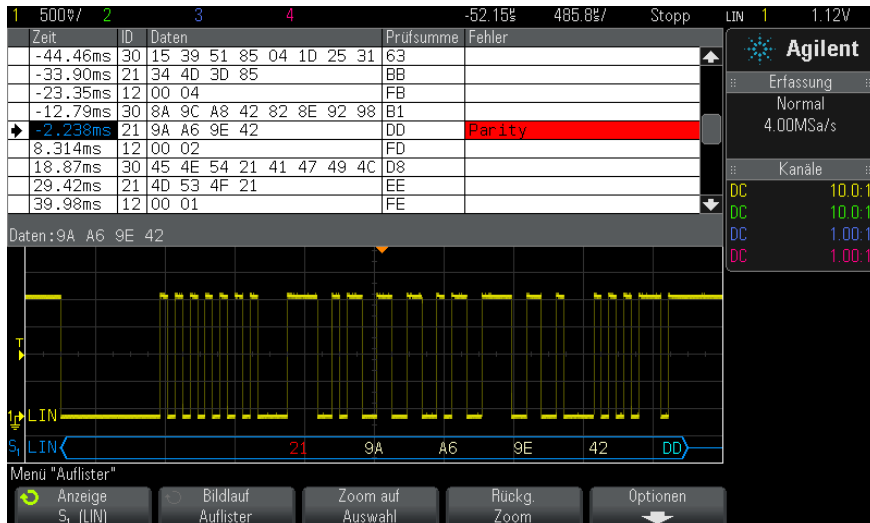 1 500▽/ 2 3 4 -52.15 485.8 / Stopp LIN 1 1.12V
Zeit ID Daten Prüfsumme Fehler
-44.46ms 30 15 39 51 85 04 1D 25 31 63
-33.90ms 21 34 4D 3D 85 BB
-23.35ms 12 00 04 FB
-12.79ms 30 8A 9C A8 42 82 8E 92 98 B1
-2.238ms 21 9A A6 9E 42 DD Parity
8.314ms 12 00 02 FD
18.87ms 30 45 4E 54 21 41 47 49 4C D8
29.42ms 21 4D 53 4F 21 EE
39.98ms 12 00 01 FE
Daten:9A A6 9E 42
Agilent
Erfassung
Normal
4.00MSa/s
Kanäle
DC 10.0:1
DC 10.0:1
DC 1.00:1
DC 1.00:1
T
1 LIN
S1 LIN 21 9A A6 9E 42 DD
Menü "Auflister"
Anzeige
S1 (LIN)
Bildlauf
Auflister
Zoom auf
Auswahl
Rückg.
Zoom
Optionen